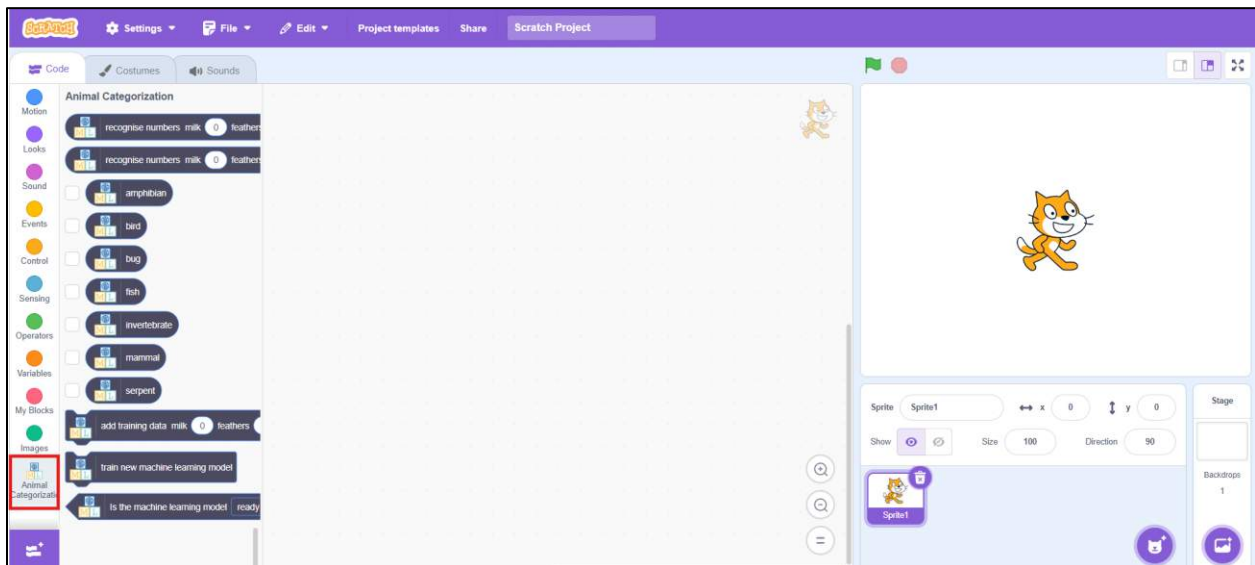 SCRATCH Settings File Edit Project templates Share Scratch Project
Code Costumes Sounds
Motion
Looks
Sound
Events
Control
Sensing
Operators
Variables
My Blocks
Images
Animal
Categorizati
Animal Categorization
recognise numbers milk 0 feathers
recognise numbers milk 0 feathers
amphibian
bird
bug
fish
invertebrate
mammal
serpent
add training data milk 0 feathers
train new machine learning model
Is the machine learning model ready
Sprite Sprite1 x 0 y 0
Show Size 100 Direction 90
Sprite1
Stage
Backdrops
1